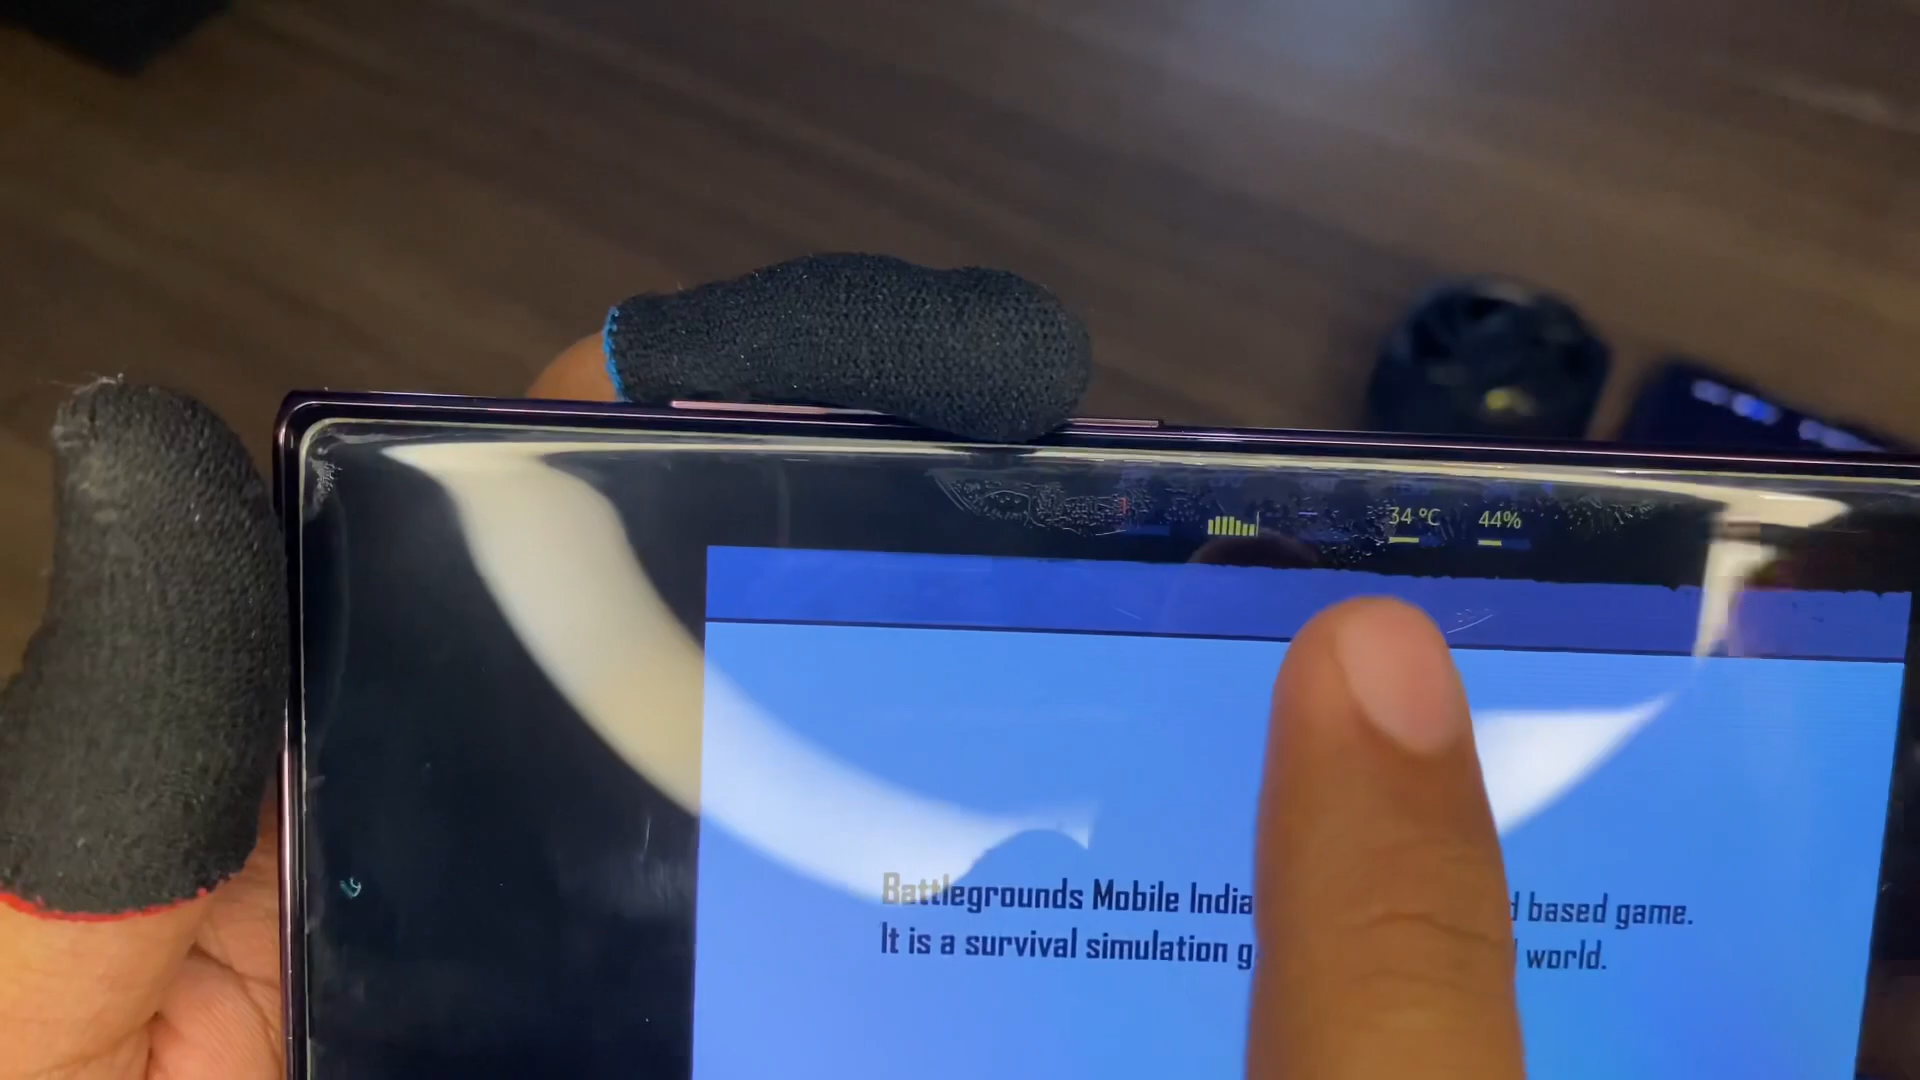 34 °C 44%
Battlegrounds Mobile India based game.
It is a survival simulation world.